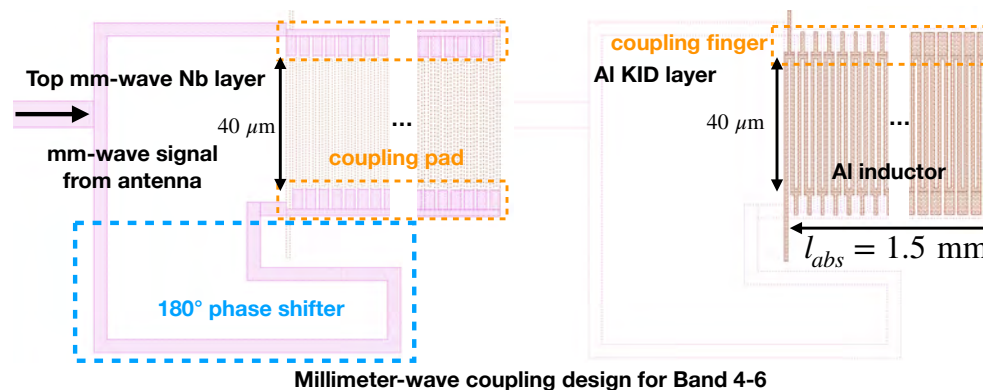 Top mm-wave Nb layer
mm-wave signal
from antenna
40 μm
...
coupling pad
180° phase shifter
coupling finger
Al KID layer
40 μm
...
Al inductor
l_abs = 1.5 mm
Millimeter-wave coupling design for Band 4-6